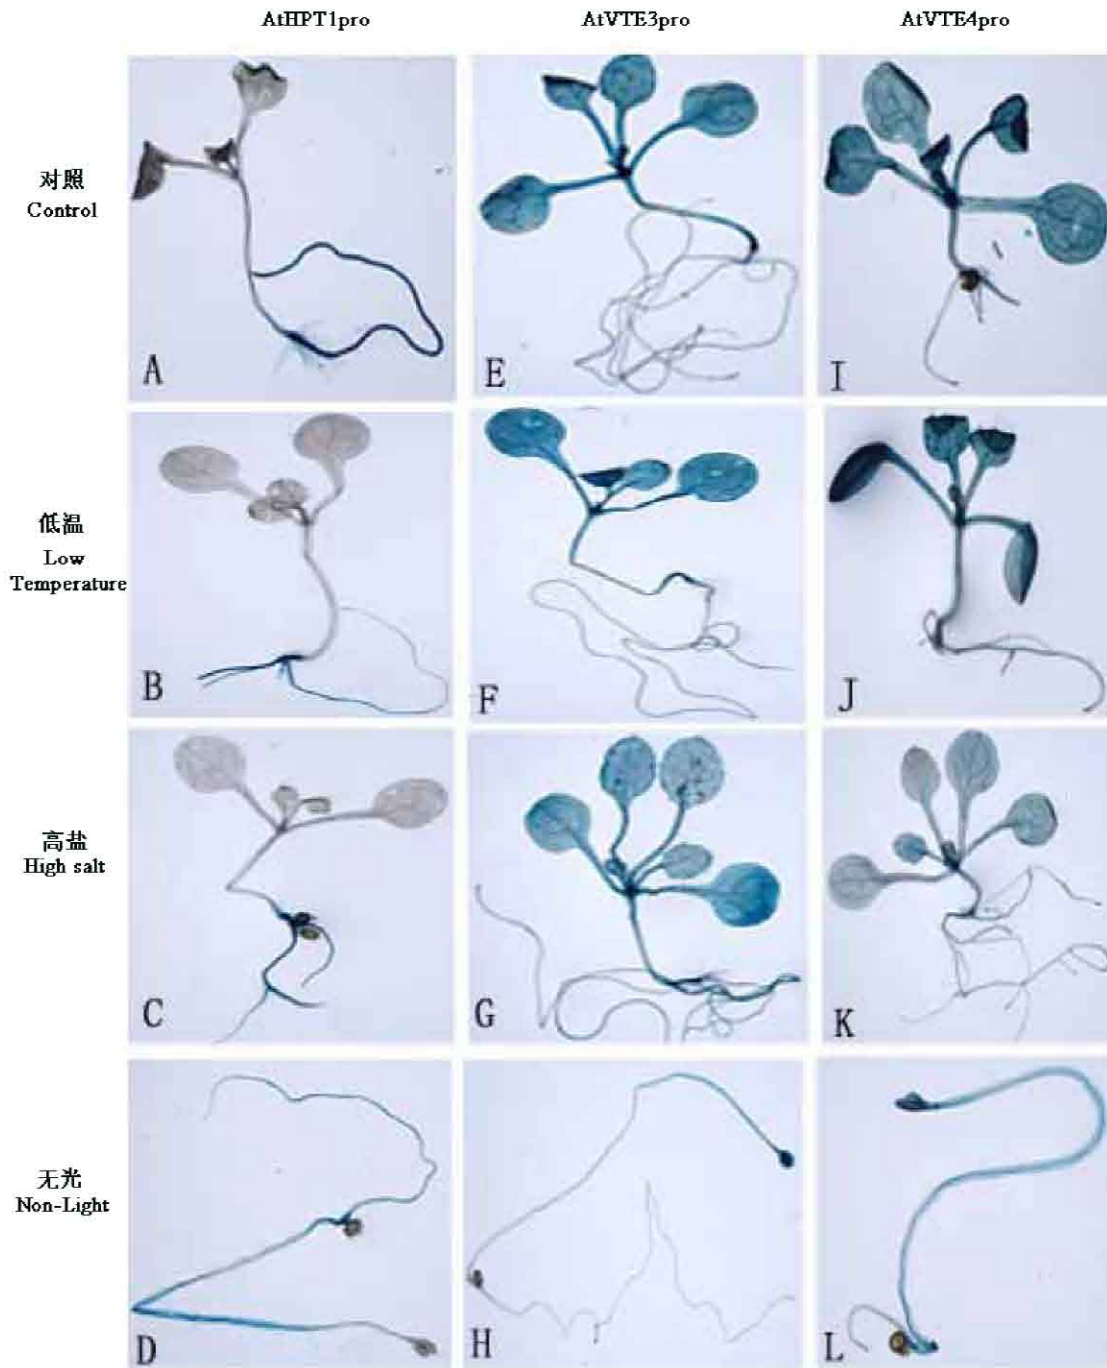 AtHPT1pro
AtVTE3pro
AtVTE4pro
对照
Control
A
E
I
低温
Low
Temperature
B
F
J
高盐
High salt
C
G
K
无光
Non-Light
D
H
L